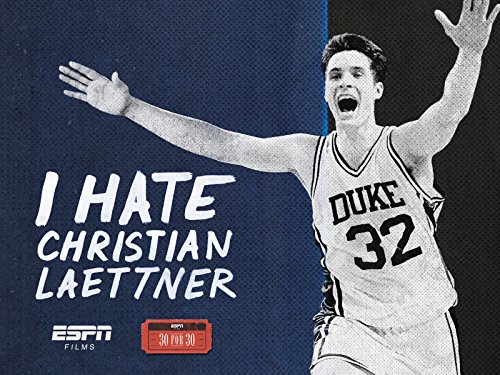 I HATE
CHRISTIAN
LAETTNER
DUKE
32
ESPN
FILMS
ESPN
30 FOR 30